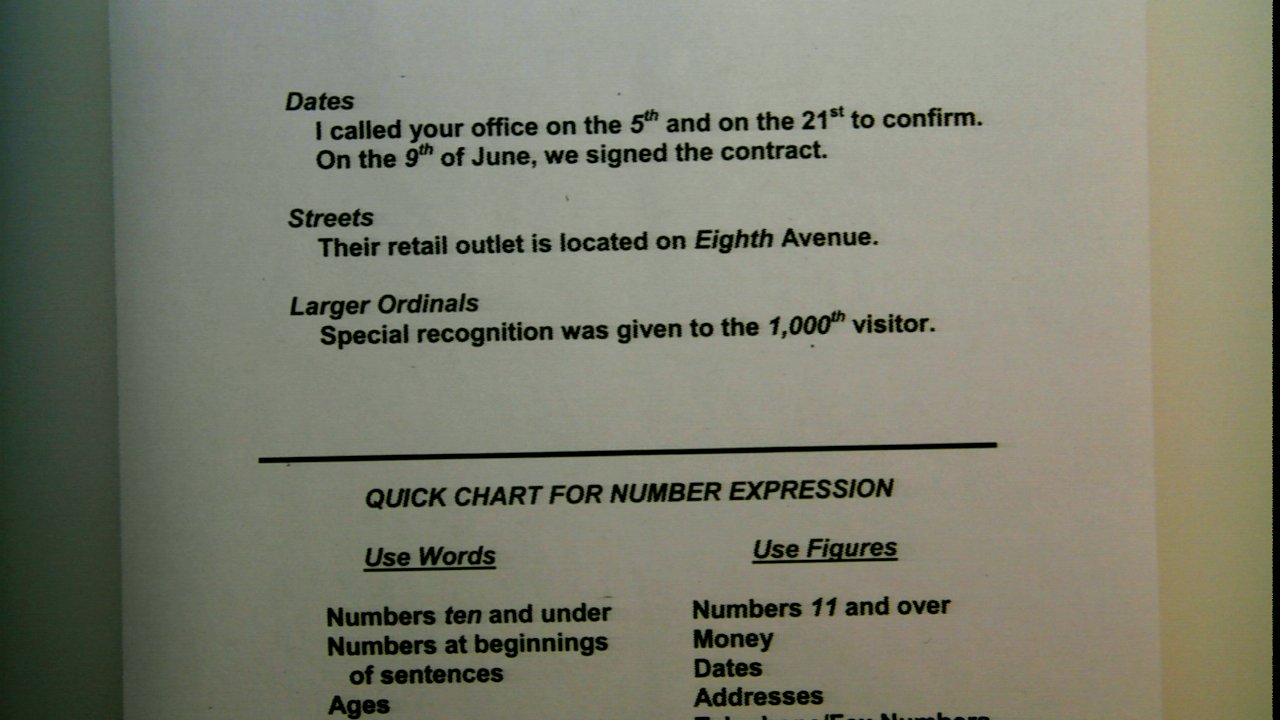 Dates
I called your office on the 5th and on the 21st to confirm.
On the 9th of June, we signed the contract.
Streets
Their retail outlet is located on Eighth Avenue.
Larger Ordinals
Special recognition was given to the 1,000th visitor.
QUICK CHART FOR NUMBER EXPRESSION
Use Words Use Figures
Numbers ten and under Numbers 11 and over
Numbers at beginnings Money
of sentences Dates
Ages Addresses
Numbers